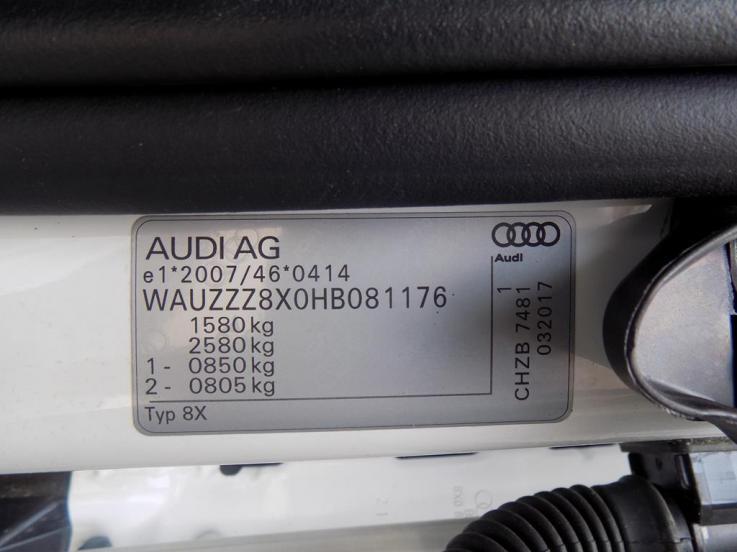 AUDI AG
Audi
e1*2007/46*0414
WAUZZZ8X0HB081176
1580 kg
2580 kg
1 - 0850 kg
2 - 0805 kg
Typ 8X
1
CHZB 7481
032017